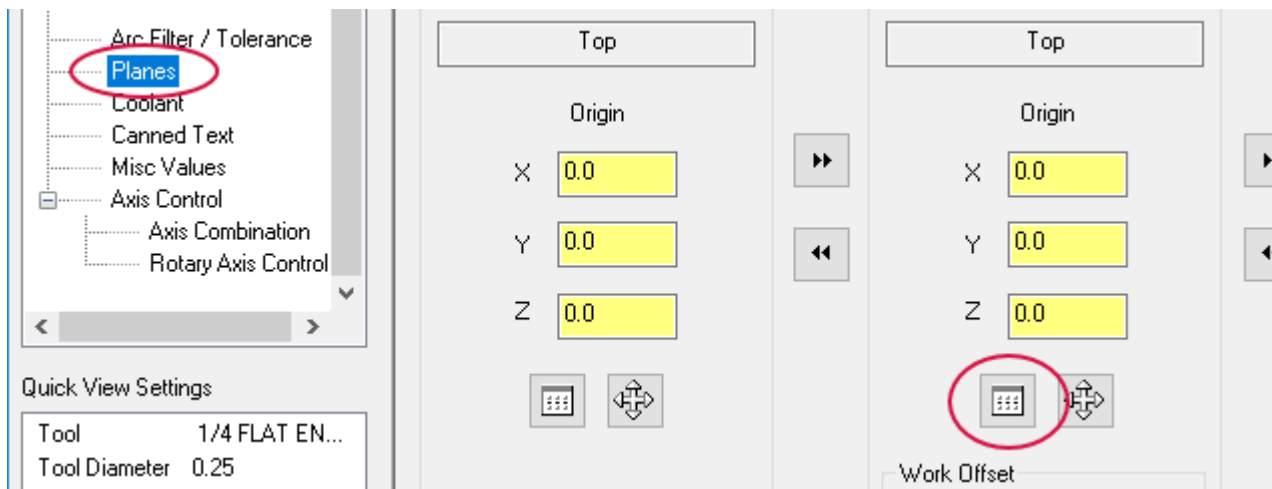 Arc Filter / Tolerance
Planes
Coolant
Canned Text
Misc Values
Axis Control
Axis Combination
Rotary Axis Control
Quick View Settings
Tool 1/4 FLAT EN...
Tool Diameter 0.25
Top
Origin
X 0.0
Y 0.0
Z 0.0
Top
Origin
X 0.0
Y 0.0
Z 0.0
Work Offset